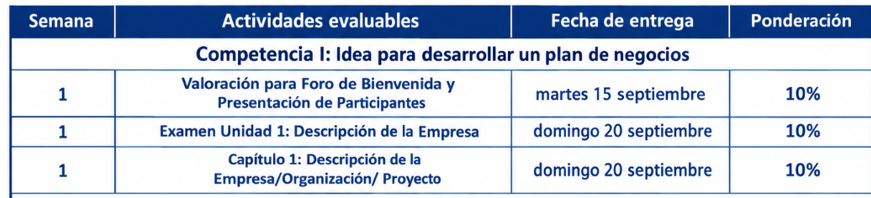 Semana Actividades evaluables Fecha de entrega Ponderación
Competencia I: Idea para desarrollar un plan de negocios
1 Valoración para Foro de Bienvenida y
Presentación de Participantes martes 15 septiembre 10%
1 Examen Unidad 1: Descripción de la Empresa domingo 20 septiembre 10%
1 Capítulo 1: Descripción de la
Empresa/Organización/ Proyecto domingo 20 septiembre 10%